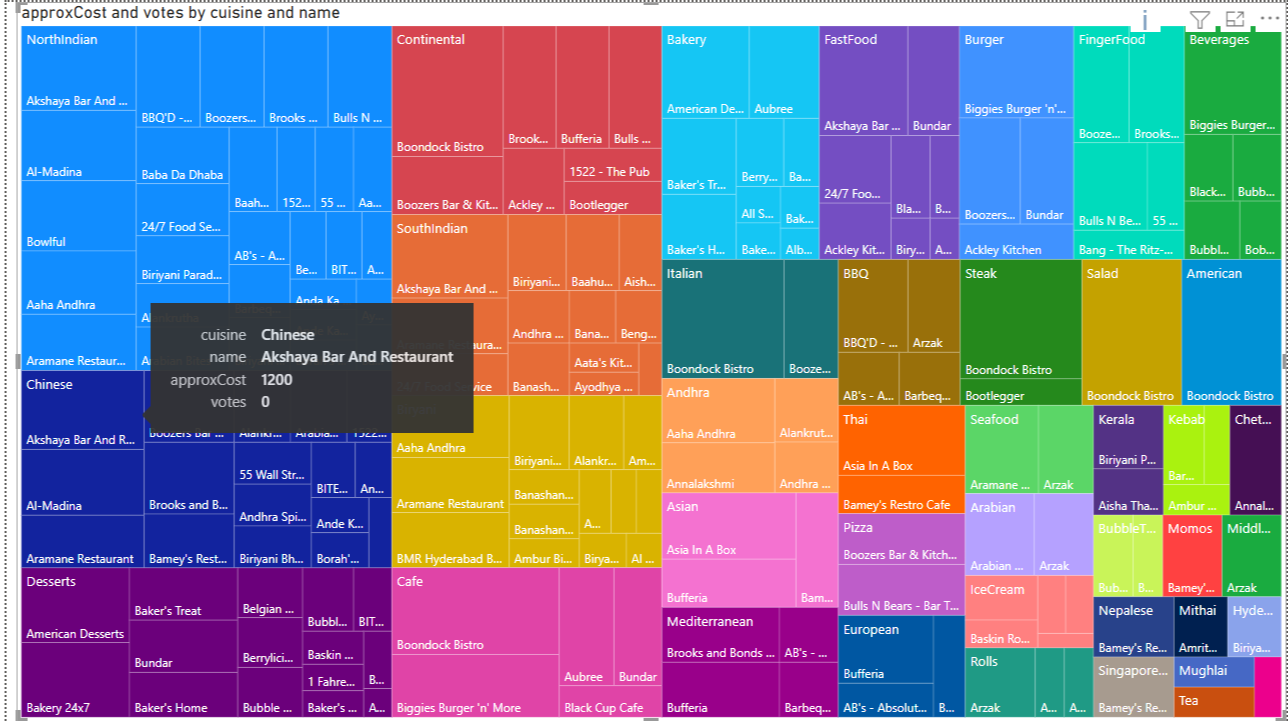 approxCost and votes by cuisine and name
NorthIndian
Akshaya Bar And ...
BBQ'D -...
Boozers...
Brooks ...
Bulls N ...
Al-Madina
Baba Da Dhaba
Baah...
152...
55 ...
Aa...
Bowlful
24/7 Food Se...
AB's - A...
Be...
BIT...
A...
Biriyani Parad...
Aaha Andhra
Anda Ka...
Aramane Restaur...
Chinese
Akshaya Bar And R...
Boozers Bar ...
Alankr...
Arabia...
1522...
Al-Madina
55 Wall Str...
BITE...
An...
Brooks and B...
Andhra Spi...
Ande K...
Aramane Restaurant
Bamey's Rest...
Biriyani Bh...
Borah'...
Desserts
American Desserts
Baker's Treat
Belgian ...
Bubbl...
BIT...
Bundar
Berrylici...
Baskin ...
1 Fahre...
B...
Bakery 24x7
Baker's Home
Bubble ...
Baker's ...
A...
cuisine Chinese
name Akshaya Bar And Restaurant
approxCost 1200
votes 0
Continental
Boondock Bistro
Brook...
Bufferia
Bulls ...
1522 - The Pub
Boozers Bar & Kit...
Ackley ...
Bootlegger
SouthIndian
Akshaya Bar And ...
Biriyani...
Baahu...
Aish...
Andhra ...
Bana...
Beng...
Aata's Kit...
Banash...
Ayodhya ...
Aaha Andhra
Biriyani...
Alankr...
Am...
Aramane Restaurant
Banashan...
Banashan...
A...
BMR Hyderabad B...
Ambur Bi...
Birya...
Al ...
Cafe
Boondock Bistro
Aubree
Bundar
Biggies Burger 'n' More
Black Cup Cafe
Bakery
American De...
Aubree
Baker's Tr...
Berry...
Ba...
All S...
Bak...
Baker's H...
Bake...
Alb...
FastFood
Akshaya Bar ...
Bundar
24/7 Foo...
Bla...
B...
Ackley Kit...
Biry...
A...
Burger
Biggies Burger 'n'...
Boozers...
Bundar
Ackley Kitchen
FingerFood
Booze...
Brooks...
Bulls N Be...
55 ...
Bang - The Ritz-...
Beverages
Biggies Burger...
Black...
Bubb...
Bubbl...
Bob...
Italian
Boondock Bistro
Booze...
BBQ
BBQ'D - ...
Arzak
AB's - A...
Barbeq...
Steak
Boondock Bistro
Bootlegger
Salad
Boondock Bistro
American
Boondock Bistro
Andhra
Aaha Andhra
Alankrut...
Annalakshmi
Andhra ...
Asian
Asia In A Box
Bufferia
Bam...
Mediterranean
Brooks and Bonds ...
AB's - ...
Bufferia
Barbeq...
Thai
Asia In A Box
Bamey's Restro Cafe
Pizza
Boozers Bar & Kitch...
Bulls N Bears - Bar T...
European
Bufferia
AB's - Absolut...
B...
Seafood
Aramane ...
Arzak
Arabian
Arabian ...
Arzak
IceCream
Baskin Ro...
Rolls
Arzak
A...
A...
Kerala
Biriyani P...
Aisha Tha...
Kebab
Bar...
Ambur ...
Chet...
Annal...
BubbleT...
Bub...
B...
Momos
Bamey'...
Middl...
Arzak
Nepalese
Bamey's Re...
Mithai
Amrit...
Hyde...
Biriya...
Singapore...
Bamey's Re...
Mughlai
Tea